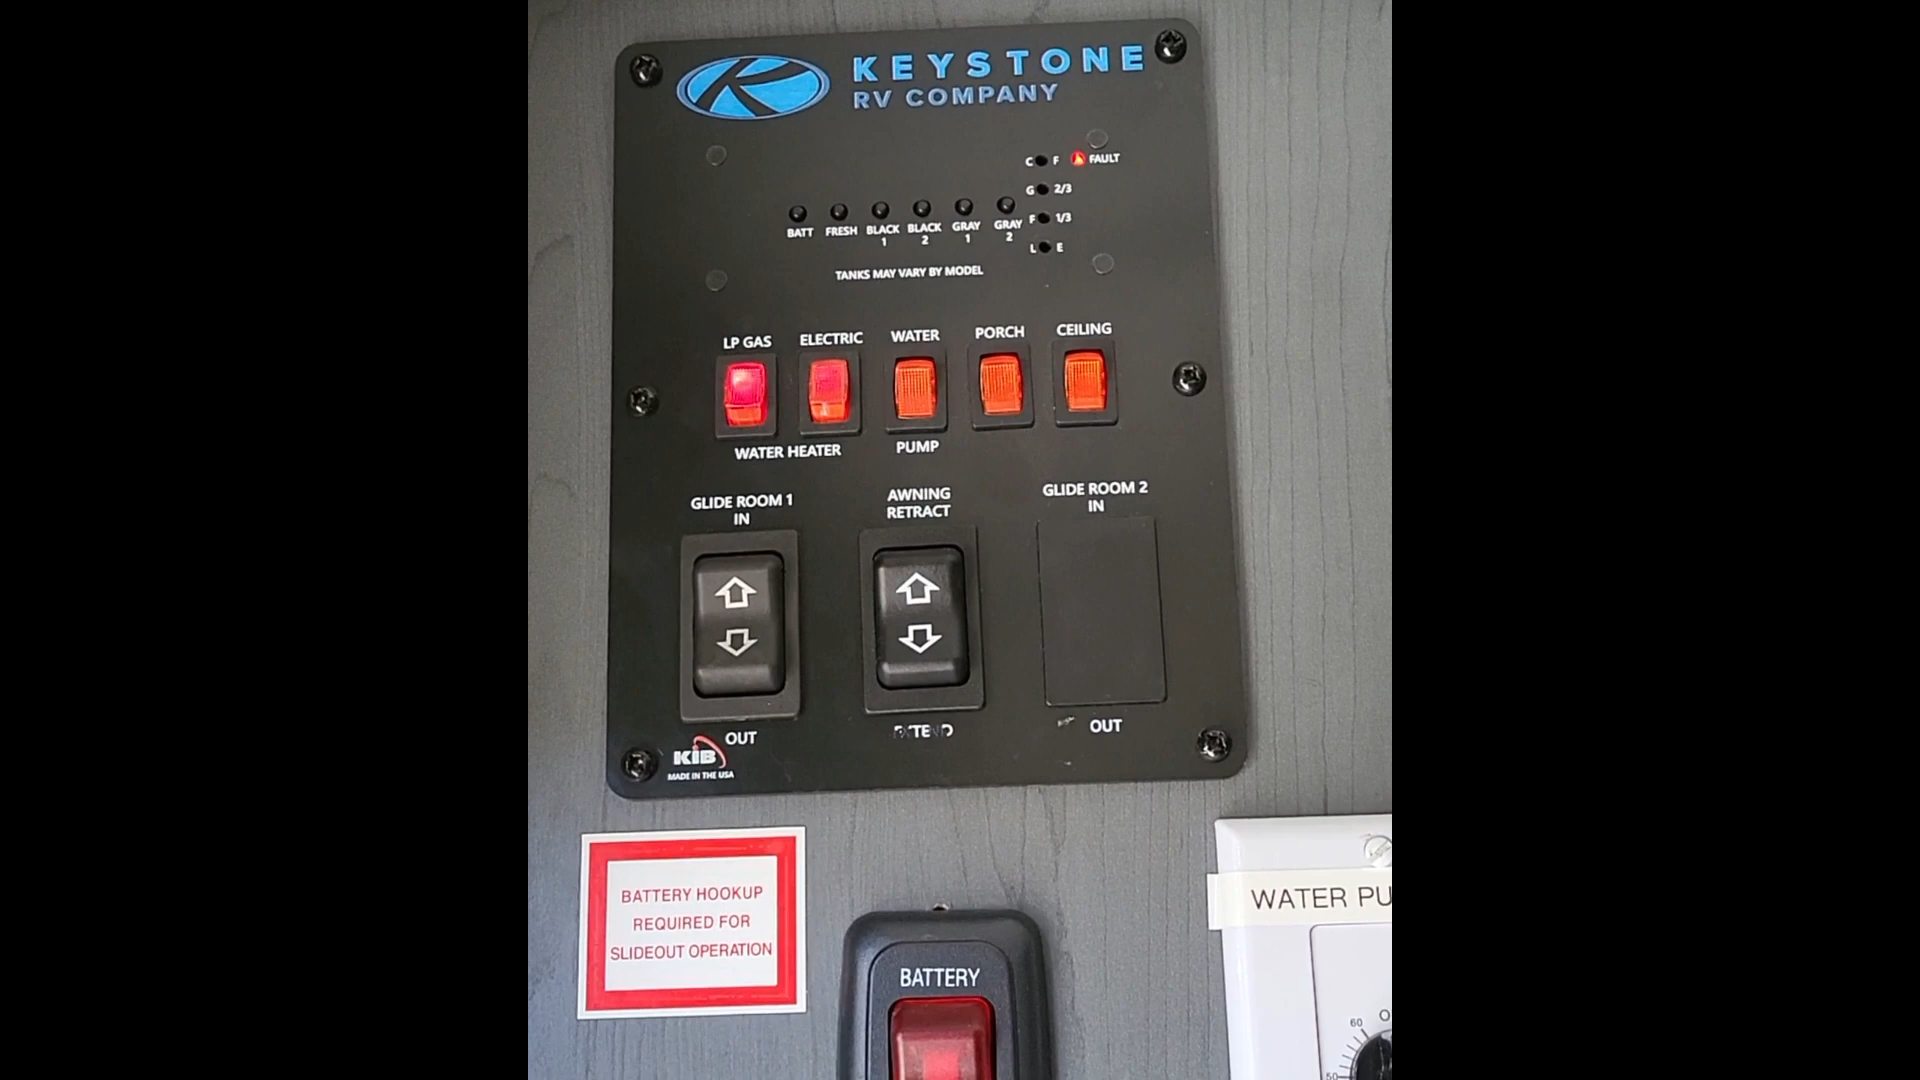 KEYSTONE
RV COMPANY
C F FAULT
G 2/3
F 1/3
L E
BATT FRESH BLACK 1 BLACK 2 GRAY 1 GRAY 2
TANKS MAY VARY BY MODEL
LP GAS ELECTRIC WATER PORCH CEILING
WATER HEATER PUMP
GLIDE ROOM 1
IN
AWNING
RETRACT
GLIDE ROOM 2
IN
OUT
EXTEND
OUT
KIB
MADE IN THE USA
BATTERY HOOKUP
REQUIRED FOR
SLIDEOUT OPERATION
BATTERY
WATER PU
60
50